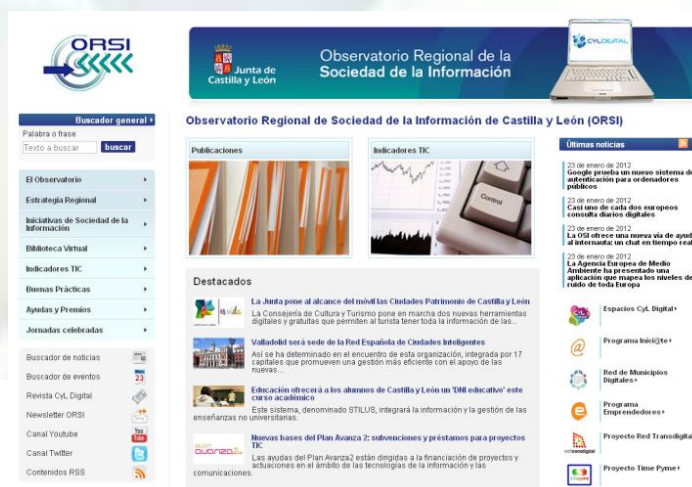 ORSI
Junta de
Castilla y León
Observatorio Regional de la
Sociedad de la Información
CYLDIGITAL
Buscador general
Palabra o frase
Texto a buscar
buscar
El Observatorio
Estrategia Regional
Iniciativas de Sociedad de la
Información
Biblioteca Virtual
Indicadores TIC
Buenas Prácticas
Ayudas y Premios
Jornadas celebradas
Buscador de noticias
Buscador de eventos
23
Revista CyL Digital
Newsletter ORSI
Canal Youtube
You
Tube
Canal Twitter
Contenidos RSS
Observatorio Regional de Sociedad de la Información de Castilla y León (ORSI)
Publicaciones
Indicadores TIC
Control
Destacados
es vida
La Junta pone al alcance del móvil las Ciudades Patrimonio de Castilla y León
La Consejería de Cultura y Turismo pone en marcha dos nuevas herramientas
digitales y gratuitas que permiten al turista tener toda la información de las...
Valladolid será sede de la Red Española de Ciudades Inteligentes
Así se ha determinado en el encuentro de esta organización, integrada por 17
capitales que promueven una gestión más eficiente con el apoyo de las
nuevas...
Educación ofrecerá a los alumnos de Castilla y León un 'DNI educativo' este
curso académico
Este sistema, denominado STILUS, integrará la información y la gestión de las
enseñanzas no universitarias.
avanza2
Nuevas bases del Plan Avanza 2: subvenciones y préstamos para proyectos
TIC
Las ayudas del Plan Avanza2 están dirigidas a la financiación de proyectos y
actuaciones en el ámbito de las tecnologías de la información y las
comunicaciones.
Últimas noticias
23 de enero de 2012
Google prueba un nuevo sistema de
autenticación para ordenadores
públicos
23 de enero de 2012
Casi uno de cada dos europeos
consulta diarios digitales
23 de enero de 2012
La OSI ofrece una nueva vía de ayud
al internauta: un chat en tiempo real
23 de enero de 2012
La Agencia Europea de Medio
Ambiente ha presentado una
aplicación que mapea los niveles de
ruido de toda Europa
Espacios CyL Digital
Programa Inici@te
Red de Municipios
Digitales
Programa
Emprendedores
Proyecto Red Transdigital
Proyecto Time Pyme